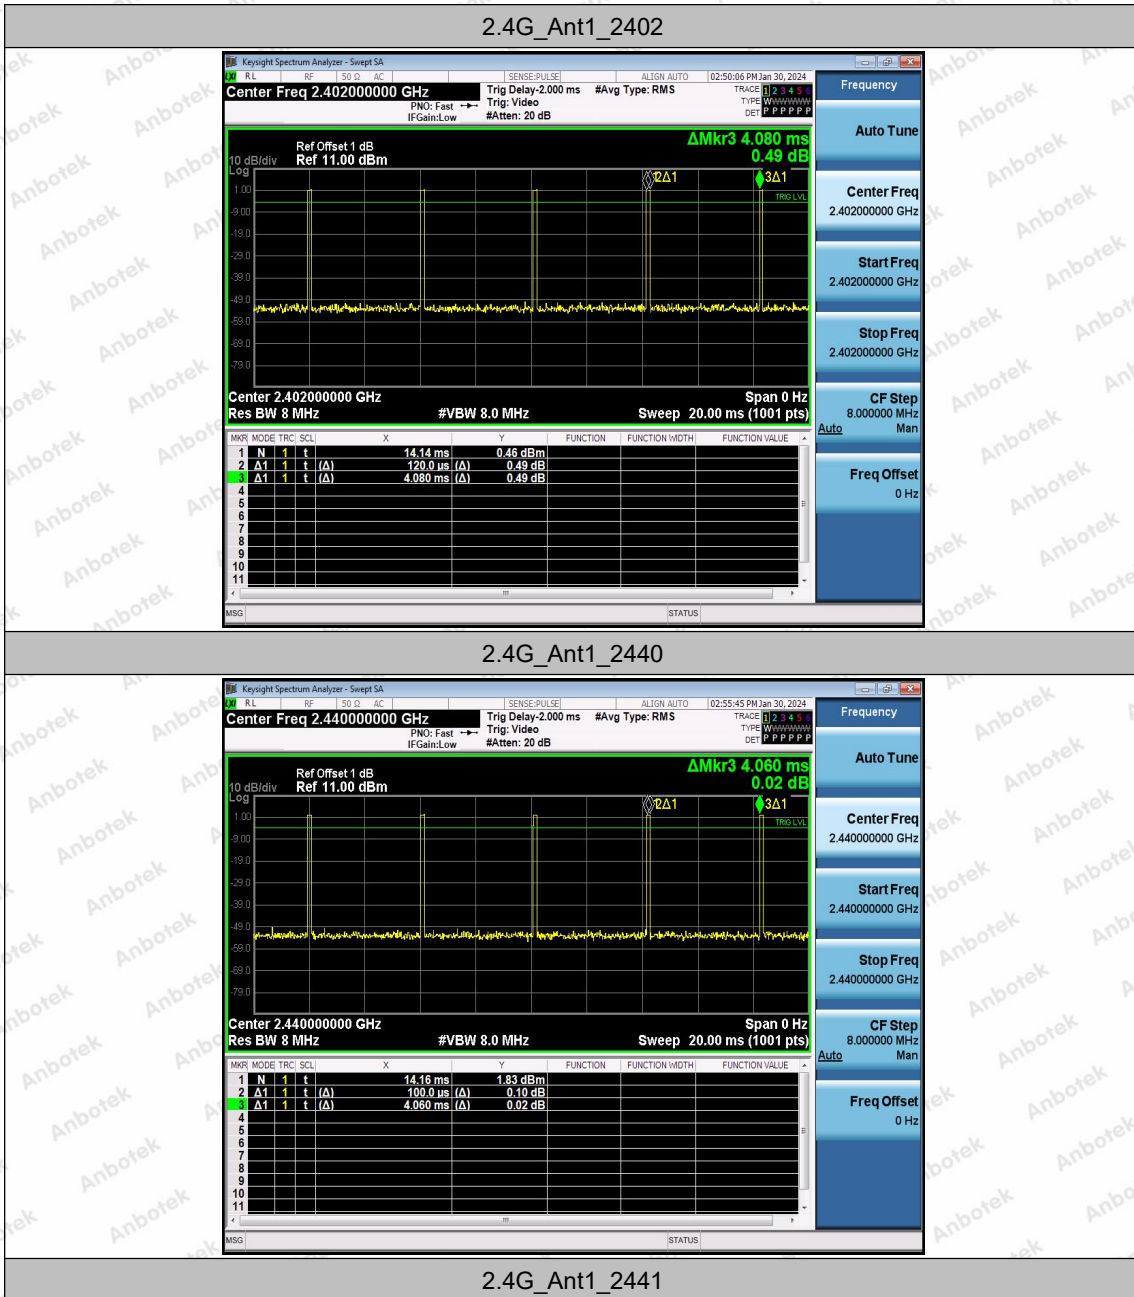 2.4G_Ant1_2402
Keysight Spectrum Analyzer - Swept SA
RL RF 50 Ω AC SENSE:PULSE ALIGN AUTO 02:50:06 PM Jan 30, 2024
Center Freq 2.402000000 GHz
PNO: Fast
IFGain:Low
Trig Delay-2.000 ms
Trig: Video
#Atten: 20 dB
#Avg Type: RMS
TRACE 1 2 3 4 5 6
TYPE WWWWWW
DET P P P P P P
ΔMkr3 4.080 ms
0.49 dB
Ref Offset 1 dB
10 dB/div Ref 11.00 dBm
Log
2Δ1
3Δ1
TRIG LVL
1.00
-9.00
-19.0
-29.0
-39.0
-49.0
-59.0
-69.0
-79.0
Center 2.402000000 GHz Span 0 Hz
Res BW 8 MHz #VBW 8.0 MHz Sweep 20.00 ms (1001 pts)
MKR MODE TRC SCL X Y FUNCTION FUNCTION WIDTH FUNCTION VALUE
1 N 1 t 14.14 ms 0.46 dBm
2 Δ1 1 t (Δ) 120.0 us (Δ) 0.49 dB
3 Δ1 1 t (Δ) 4.080 ms (Δ) 0.49 dB
4
5
6
7
8
9
10
11
MSG STATUS
Frequency
Auto Tune
Center Freq
2.402000000 GHz
Start Freq
2.402000000 GHz
Stop Freq
2.402000000 GHz
CF Step
8.000000 MHz
Auto Man
Freq Offset
0 Hz
2.4G_Ant1_2440
Keysight Spectrum Analyzer - Swept SA
RL RF 50 Ω AC SENSE:PULSE ALIGN AUTO 02:55:45 PM Jan 30, 2024
Center Freq 2.440000000 GHz
PNO: Fast
IFGain:Low
Trig Delay-2.000 ms
Trig: Video
#Atten: 20 dB
#Avg Type: RMS
TRACE 1 2 3 4 5 6
TYPE WWWWWW
DET P P P P P P
ΔMkr3 4.060 ms
0.02 dB
Ref Offset 1 dB
10 dB/div Ref 11.00 dBm
Log
2Δ1
3Δ1
TRIG LVL
1.00
-9.00
-19.0
-29.0
-39.0
-49.0
-59.0
-69.0
-79.0
Center 2.440000000 GHz Span 0 Hz
Res BW 8 MHz #VBW 8.0 MHz Sweep 20.00 ms (1001 pts)
MKR MODE TRC SCL X Y FUNCTION FUNCTION WIDTH FUNCTION VALUE
1 N 1 t 14.16 ms 1.83 dBm
2 Δ1 1 t (Δ) 100.0 us (Δ) 0.10 dB
3 Δ1 1 t (Δ) 4.060 ms (Δ) 0.02 dB
4
5
6
7
8
9
10
11
MSG STATUS
Frequency
Auto Tune
Center Freq
2.440000000 GHz
Start Freq
2.440000000 GHz
Stop Freq
2.440000000 GHz
CF Step
8.000000 MHz
Auto Man
Freq Offset
0 Hz
2.4G_Ant1_2441
Anbotek